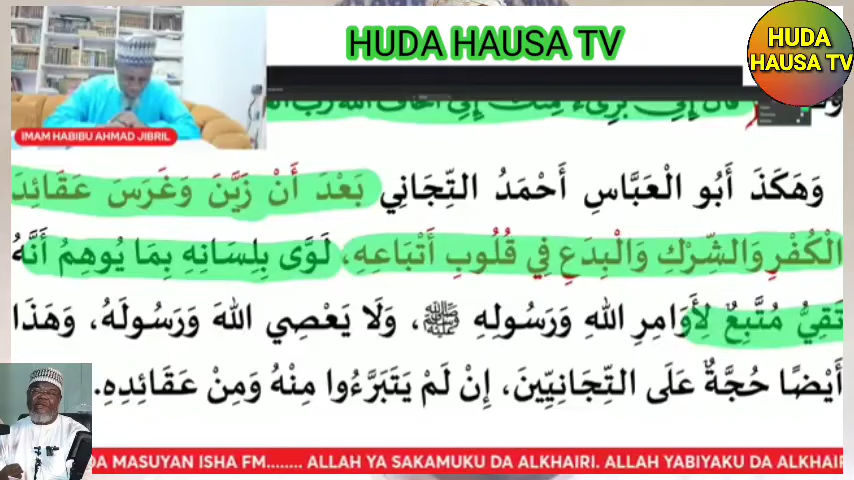 HUDA HAUSA TV
HUDA
HAUSA TV
IMAM HABIBU AHMAD JIBRIL
وَهَكَذَ أَبُو الْعَبَّاسِ أَحْمَدُ التِّجَانِي بَعْدَ أَنْ زَيَّنَ وَغَرَسَ عَقَائِدَ
الْكُفْرِ وَالشِّرْكِ وَالْبِدَعِ فِي قُلُوبِ أَتْبَاعِهِ، لَوَّى بِلِسَانِهِ بِمَا يُوهِمُ أَنَّهُ
تَقِيُّ مُتَّبِعٌ لِأَوَامِرِ اللهِ وَرَسُولِهِ ﷺ، وَلَا يَعْصِي اللهَ وَرَسُولَهُ، وَهَذَا
أَيْضًا حُجَّةٌ عَلَى التِّجَانِيِّينَ، إِنْ لَمْ يَتَبَرَّءُوا مِنْهُ وَمِنْ عَقَائِدِهِ.
DA MASUYAN ISHA FM........ ALLAH YA SAKAMUKU DA ALKHAIRI. ALLAH YABIYAKU DA ALKHAIR